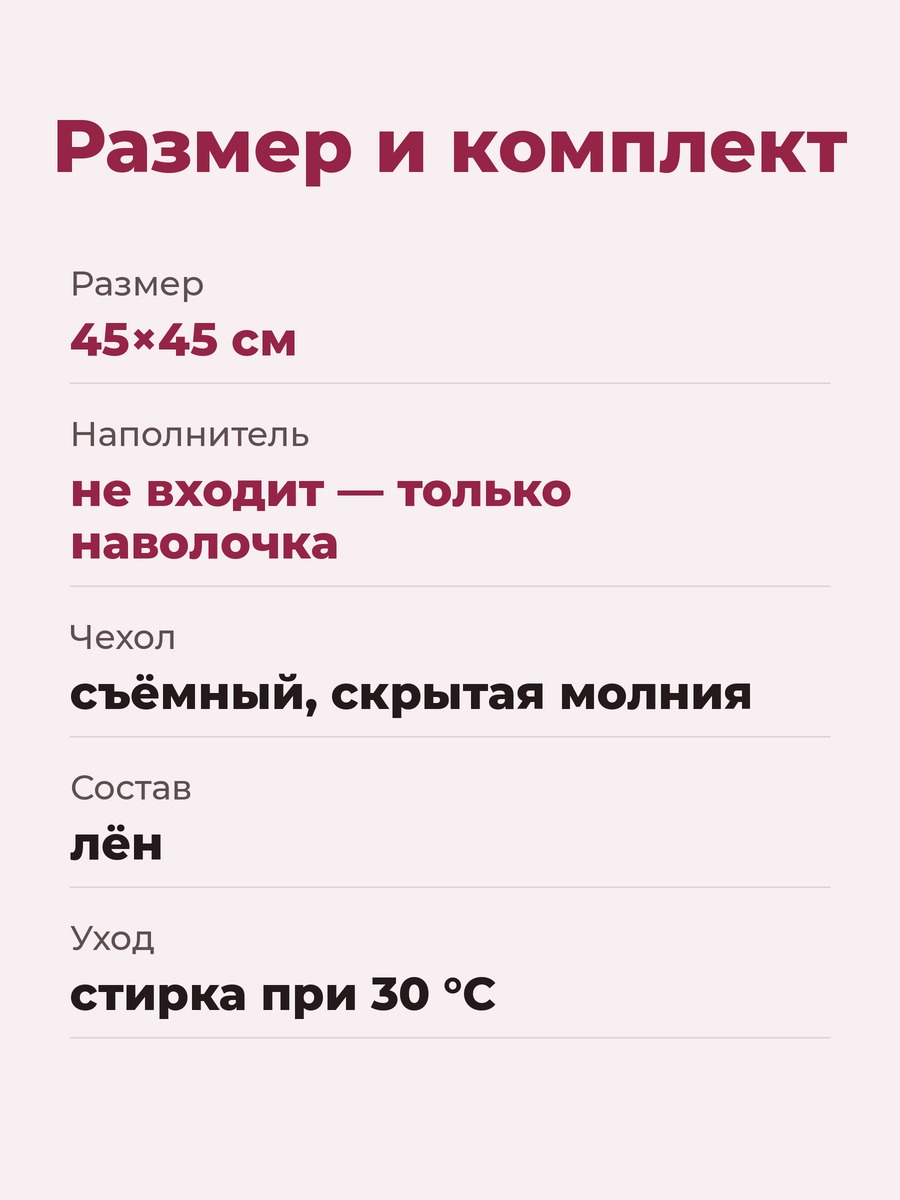 Размер и комплект
Размер
45×45 см
Наполнитель
не входит — только
наволочка
Чехол
съёмный, скрытая молния
Состав
лён
Уход
стирка при 30 °C